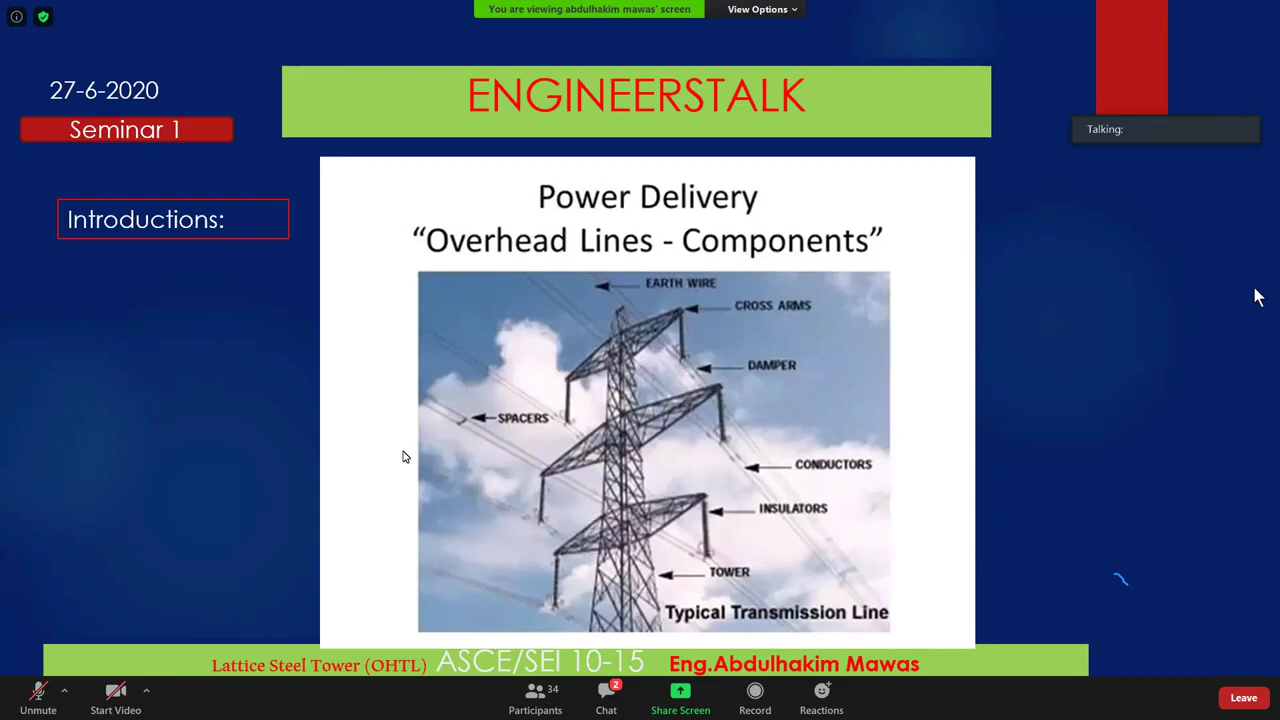 You are viewing abdulhakim mawas' screen
View Options
27-6-2020
ENGINEERSTALK
Seminar 1
Talking:
Introductions:
Power Delivery
“Overhead Lines - Components”
EARTH WIRE
CROSS ARMS
DAMPER
SPACERS
CONDUCTORS
INSULATORS
TOWER
Typical Transmission Line
Lattice Steel Tower (OHTL) ASCE/SEI 10-15 Eng.Abdulhakim Mawas
Unmute
Start Video
34
Participants
2
Chat
Share Screen
Record
Reactions
Leave